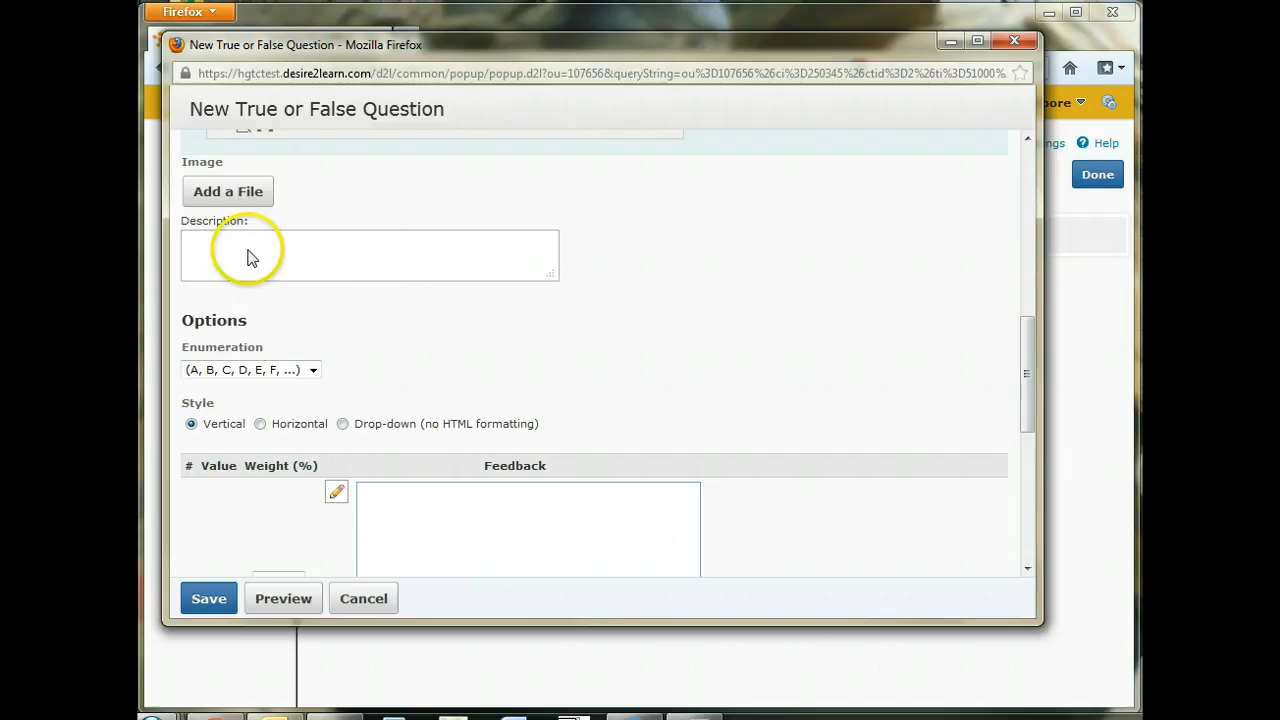 Firefox
New True or False Question - Mozilla Firefox
https://hgtctest.desire2learn.com/d2l/common/popup/popup.d2l?ou=107656&queryString=ou%3D107656%26ci%3D250345%26ctid%3D2%26ti%3D51000%
New True or False Question
oore
ngs
Help
Done
Image
Add a File
Description:
Options
Enumeration
(A, B, C, D, E, F, ...)
Style
Vertical Horizontal Drop-down (no HTML formatting)
# Value Weight (%) Feedback
Save Preview Cancel